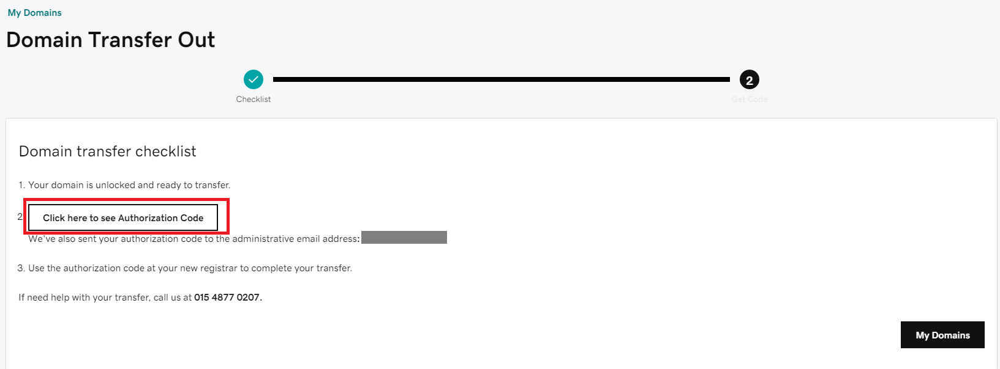 My Domains
Domain Transfer Out
2
Checklist
Get Code
Domain transfer checklist
1. Your domain is unlocked and ready to transfer.
2
Click here to see Authorization Code
We've also sent your authorization code to the administrative email address:
3. Use the authorization code at your new registrar to complete your transfer.
If need help with your transfer, call us at 015 4877 0207.
My Domains